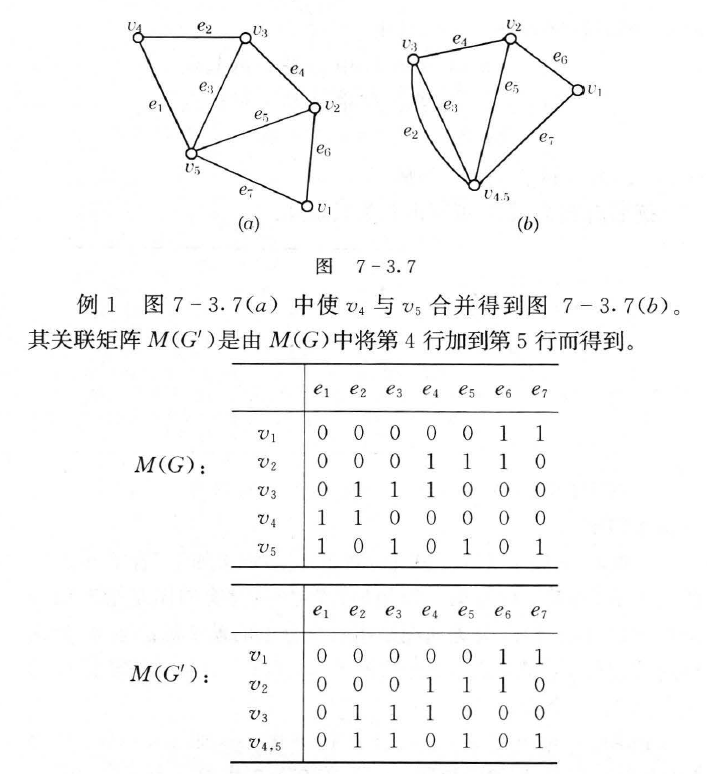 v₄ e₂ v₃ e₄ v₂ e₁ e₃ e₅ e₆ v₅ e₇ v₁
(a)
v₃ e₄ v₂ e₆ v₁ e₃ e₅ e₂ e₇ v₄.₅
(b)
图 7-3.7
例1 图7-3.7(a)中使 v₄ 与 v₅ 合并得到图 7-3.7(b)。
其关联矩阵 M(G′)是由 M(G)中将第 4 行加到第 5 行而得到。
M(G):
e₁ e₂ e₃ e₄ e₅ e₆ e₇
v₁ 0 0 0 0 0 1 1
v₂ 0 0 0 1 1 1 0
v₃ 0 1 1 1 0 0 0
v₄ 1 1 0 0 0 0 0
v₅ 1 0 1 0 1 0 1
M(G′):
e₁ e₂ e₃ e₄ e₅ e₆ e₇
v₁ 0 0 0 0 0 1 1
v₂ 0 0 0 1 1 1 0
v₃ 0 1 1 1 0 0 0
v₄,₅ 0 1 1 0 1 0 1